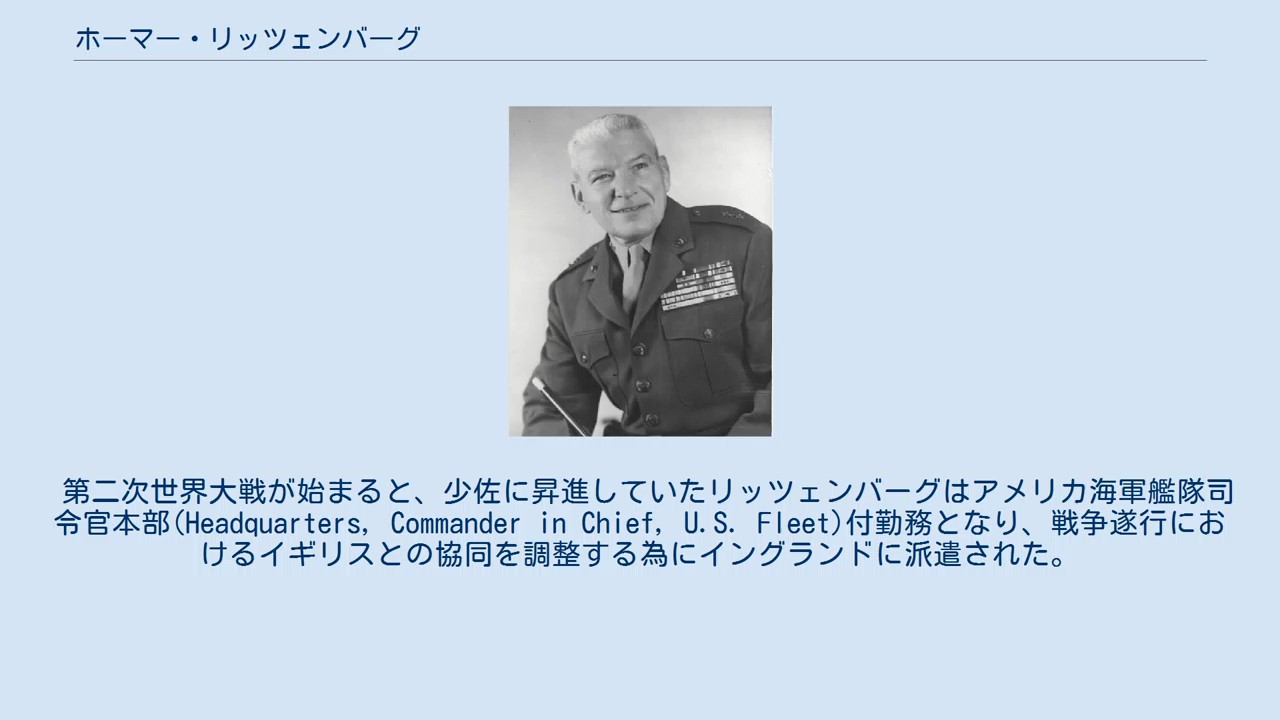 ホーマー・リッツェンバーグ
第二次世界大戦が始まると、少佐に昇進していたリッツェンバーグはアメリカ海軍艦隊司
令官本部(Headquarters, Commander in Chief, U.S. Fleet)付勤務となり、戦争遂行にお
けるイギリスとの協同を調整する為にイングランドに派遣された。